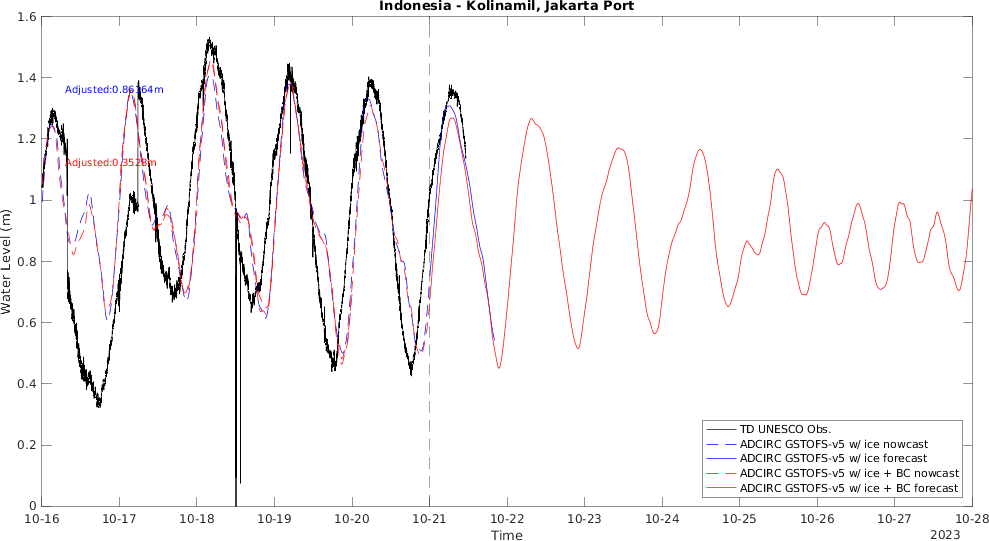 Indonesia - Kolinamil, Jakarta Port
1.6
1.4
1.2
1
0.8
0.6
0.4
0.2
0
Water Level (m)
Adjusted:0.86164m
Adjusted:0.3528m
TD UNESCO Obs.
ADCIRC GSTOFS-v5 w/ ice nowcast
ADCIRC GSTOFS-v5 w/ ice forecast
ADCIRC GSTOFS-v5 w/ ice + BC nowcast
ADCIRC GSTOFS-v5 w/ ice + BC forecast
10-16 10-17 10-18 10-19 10-20 10-21 10-22 10-23 10-24 10-25 10-26 10-27 10-28
Time
2023